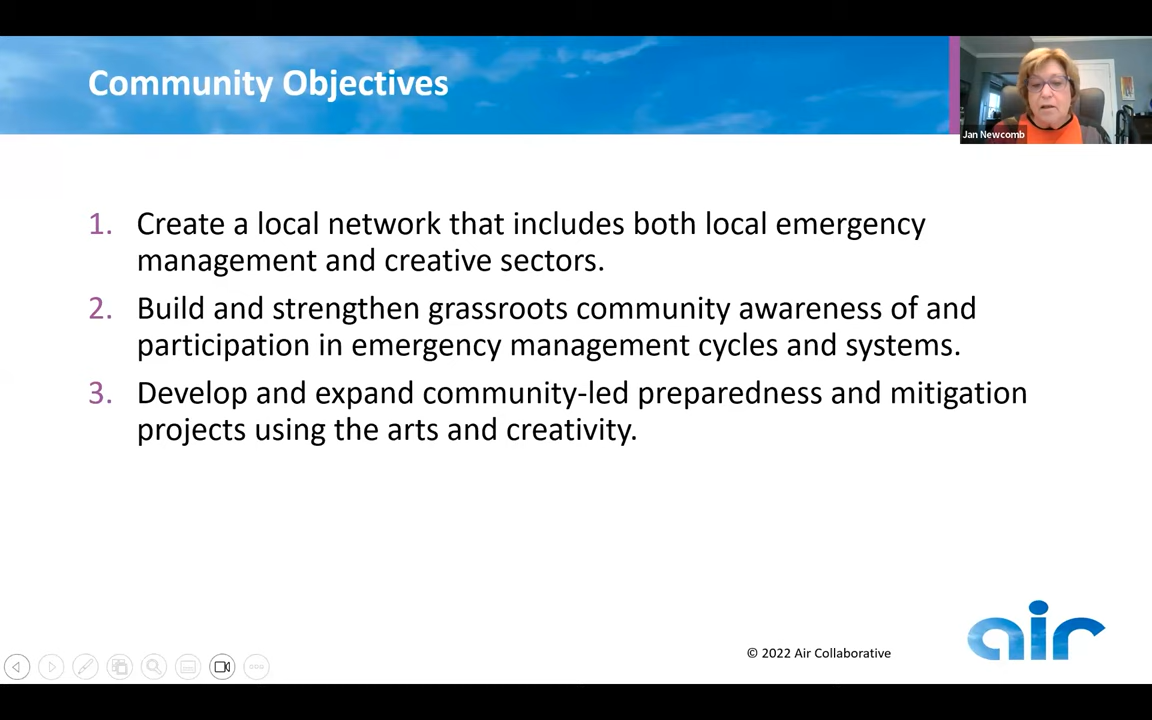 Community Objectives
Jan Newcomb
1. Create a local network that includes both local emergency
management and creative sectors.
2. Build and strengthen grassroots community awareness of and
participation in emergency management cycles and systems.
3. Develop and expand community-led preparedness and mitigation
projects using the arts and creativity.
© 2022 Air Collaborative
air